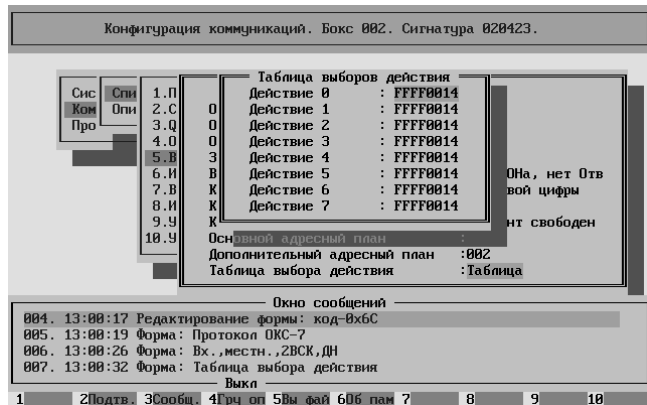 Конфигурация коммуникаций. Бокс 002. Сигнатура 020423.
Таблица выборов действия
Сис Спи 1.П Действие 0 : FFFF0014
Ком Опи 2.С О Действие 1 : FFFF0014
Про 3.Q О Действие 2 : FFFF0014
4.О О Действие 3 : FFFF0014
5.В З Действие 4 : FFFF0014
6.И В Действие 5 : FFFF0014 ОНа, нет Отв
7.В К Действие 6 : FFFF0014 вой цифры
8.И К Действие 7 : FFFF0014
9.У К нт свободен
10.У Основной адресный план :
Дополнительный адресный план :002
Таблица выбора действия :Таблица
Окно сообщений
004. 13:00:17 Редактирование формы: код-0x6C
005. 13:00:19 Форма: Протокол ОКС-7
006. 13:00:26 Форма: Вх.,местн.,2ВСК,ДН
007. 13:00:32 Форма: Таблица выбора действия
Выкл
1 2Подтв. 3Сообщ. 4Грч оп 5Вы фай 6Об пам 7 8 9 10